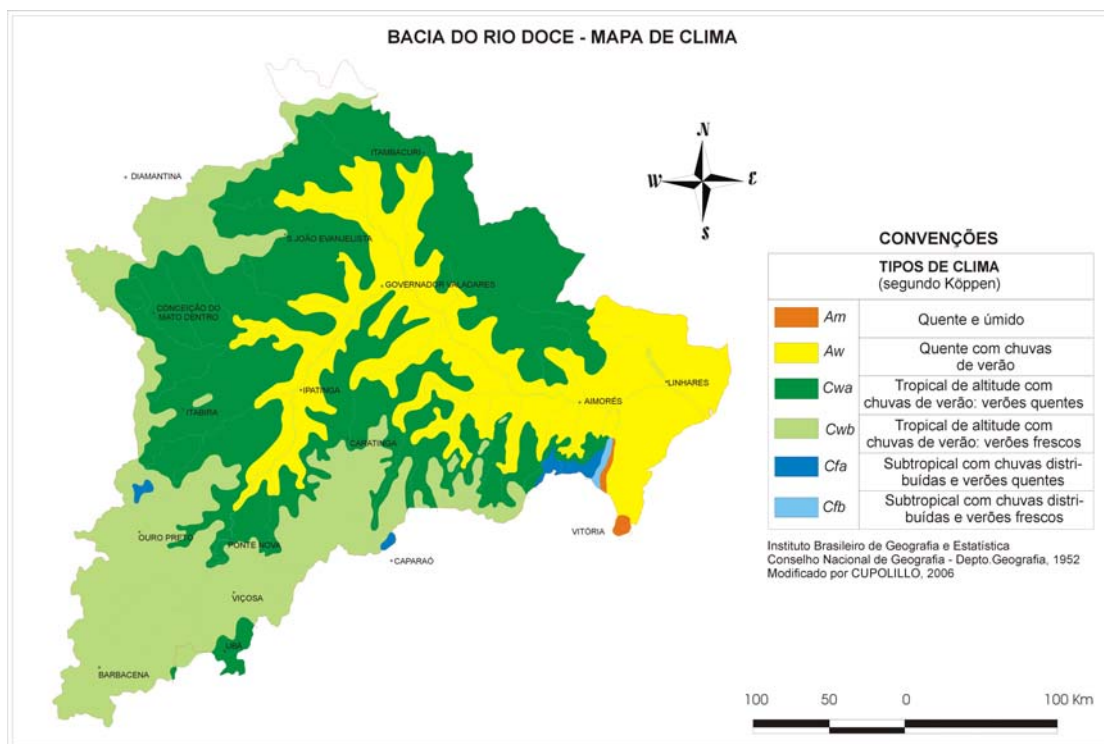 BACIA DO RIO DOCE - MAPA DE CLIMA
N
W E
S
ITAMBACURI
DIAMANTINA
S.JOÃO EVANJELISTA
GOVERNADOR VALADARES
CONCEIÇÃO DO
MATO DENTRO
IPATINGA
LINHARES
AIMORÉS
ITABIRA
CARATINGA
VITÓRIA
OURO PRETO
PONTE NOVA
CAPARAÓ
VIÇOSA
UBÁ
BARBACENA
CONVENÇÕES
TIPOS DE CLIMA
(segundo Köppen)
Am Quente e úmido
Aw Quente com chuvas
de verão
Cwa Tropical de altitude com
chuvas de verão: verões quentes
Cwb Tropical de altitude com
chuvas de verão: verões frescos
Cfa Subtropical com chuvas distri-
buídas e verões quentes
Cfb Subtropical com chuvas distri-
buídas e verões frescos
Instituto Brasileiro de Geografia e Estatística
Conselho Nacional de Geografia - Depto.Geografia, 1952
Modificado por CUPOLILLO, 2006
100 50 0 100 Km